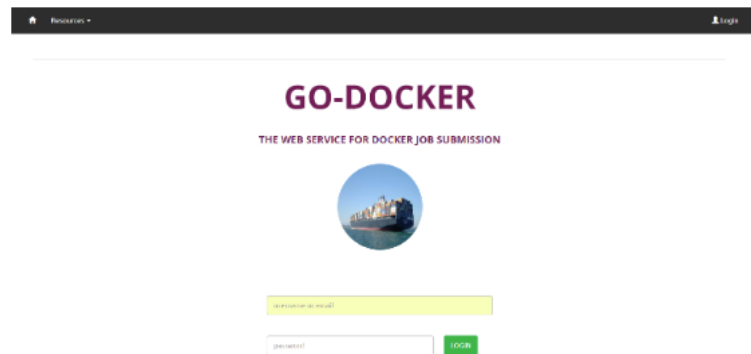 Resources
Login
GO-DOCKER
THE WEB SERVICE FOR DOCKER JOB SUBMISSION
username or email
password
LOGIN